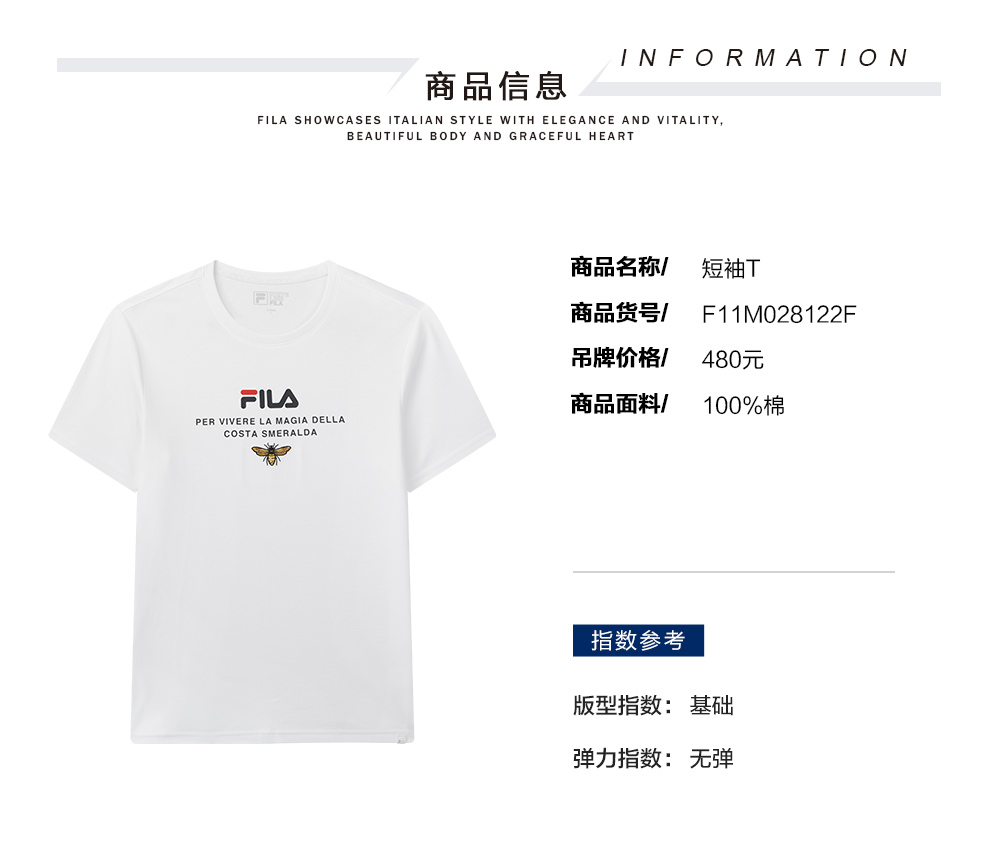 INFORMATION
商品信息
FILA SHOWCASES ITALIAN STYLE WITH ELEGANCE AND VITALITY,
BEAUTIFUL BODY AND GRACEFUL HEART
FILA
PER VIVERE LA MAGIA DELLA
COSTA SMERALDA
商品名称/ 短袖T
商品货号/ F11M028122F
吊牌价格/ 480元
商品面料/ 100%棉
指数参考
版型指数: 基础
弹力指数: 无弹